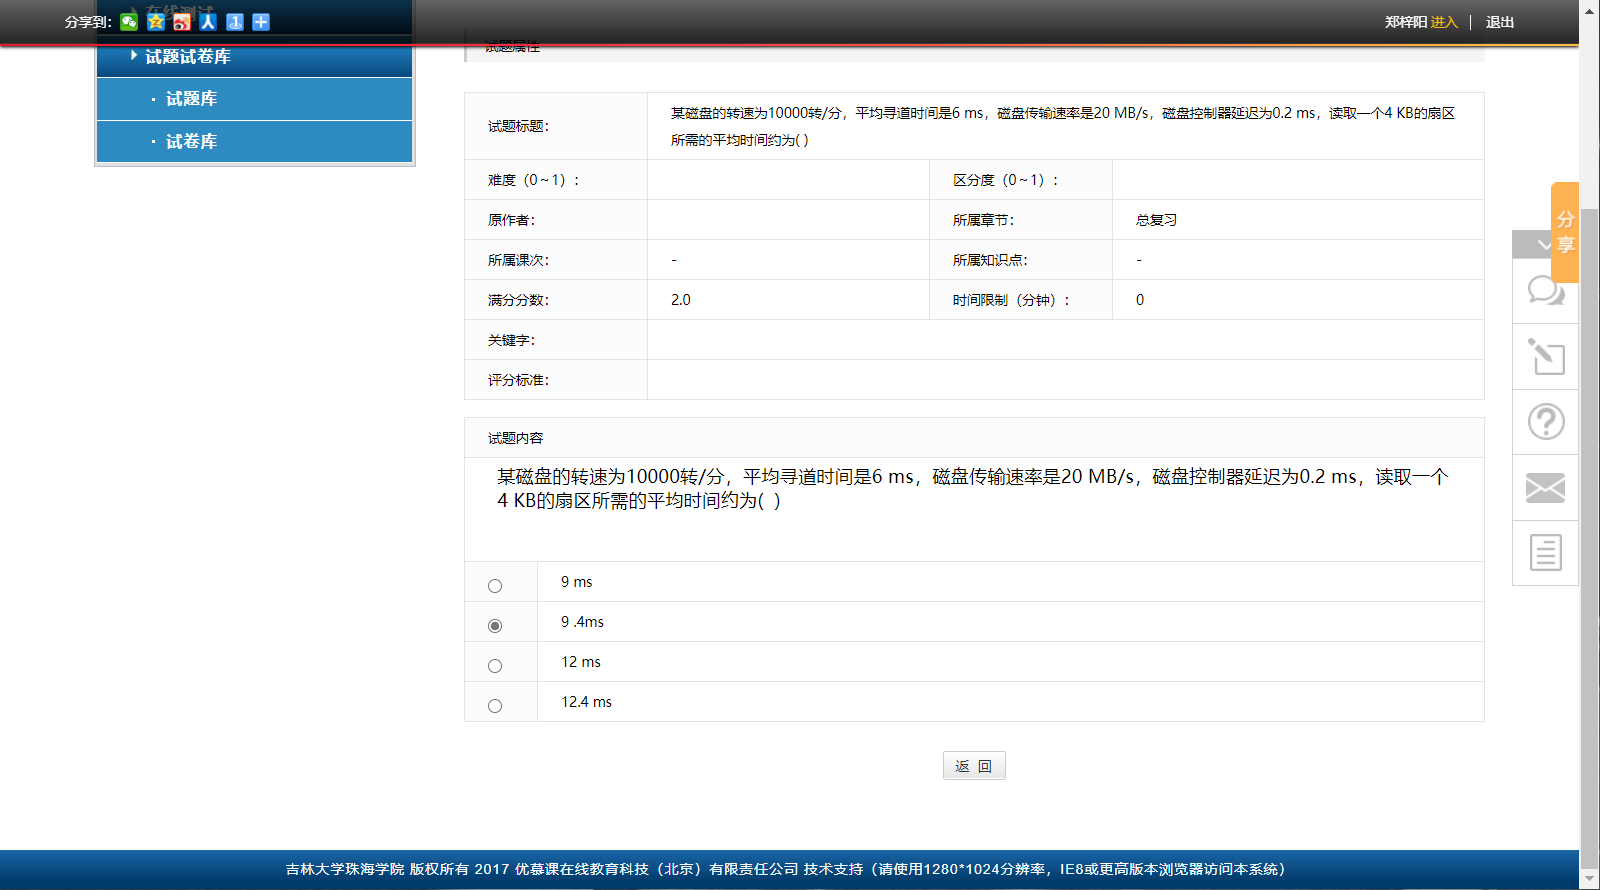 分享到：
郑梓阳 进入 | 退出
在线测试
试题试卷库
· 试题库
· 试卷库
试题属性
试题标题：
某磁盘的转速为10000转/分，平均寻道时间是6 ms，磁盘传输速率是20 MB/s，磁盘控制器延迟为0.2 ms，读取一个4 KB的扇区
所需的平均时间约为( )
难度（0～1）：
区分度（0～1）：
原作者：
所属章节：
总复习
所属课次：
-
所属知识点：
-
满分分数：
2.0
时间限制（分钟）：
0
关键字：
评分标准：
试题内容
某磁盘的转速为10000转/分，平均寻道时间是6 ms，磁盘传输速率是20 MB/s，磁盘控制器延迟为0.2 ms，读取一个
4 KB的扇区所需的平均时间约为(  )
9 ms
9 .4ms
12 ms
12.4 ms
返 回
分
享
吉林大学珠海学院 版权所有 2017 优慕课在线教育科技（北京）有限责任公司 技术支持（请使用1280*1024分辨率，IE8或更高版本浏览器访问本系统）